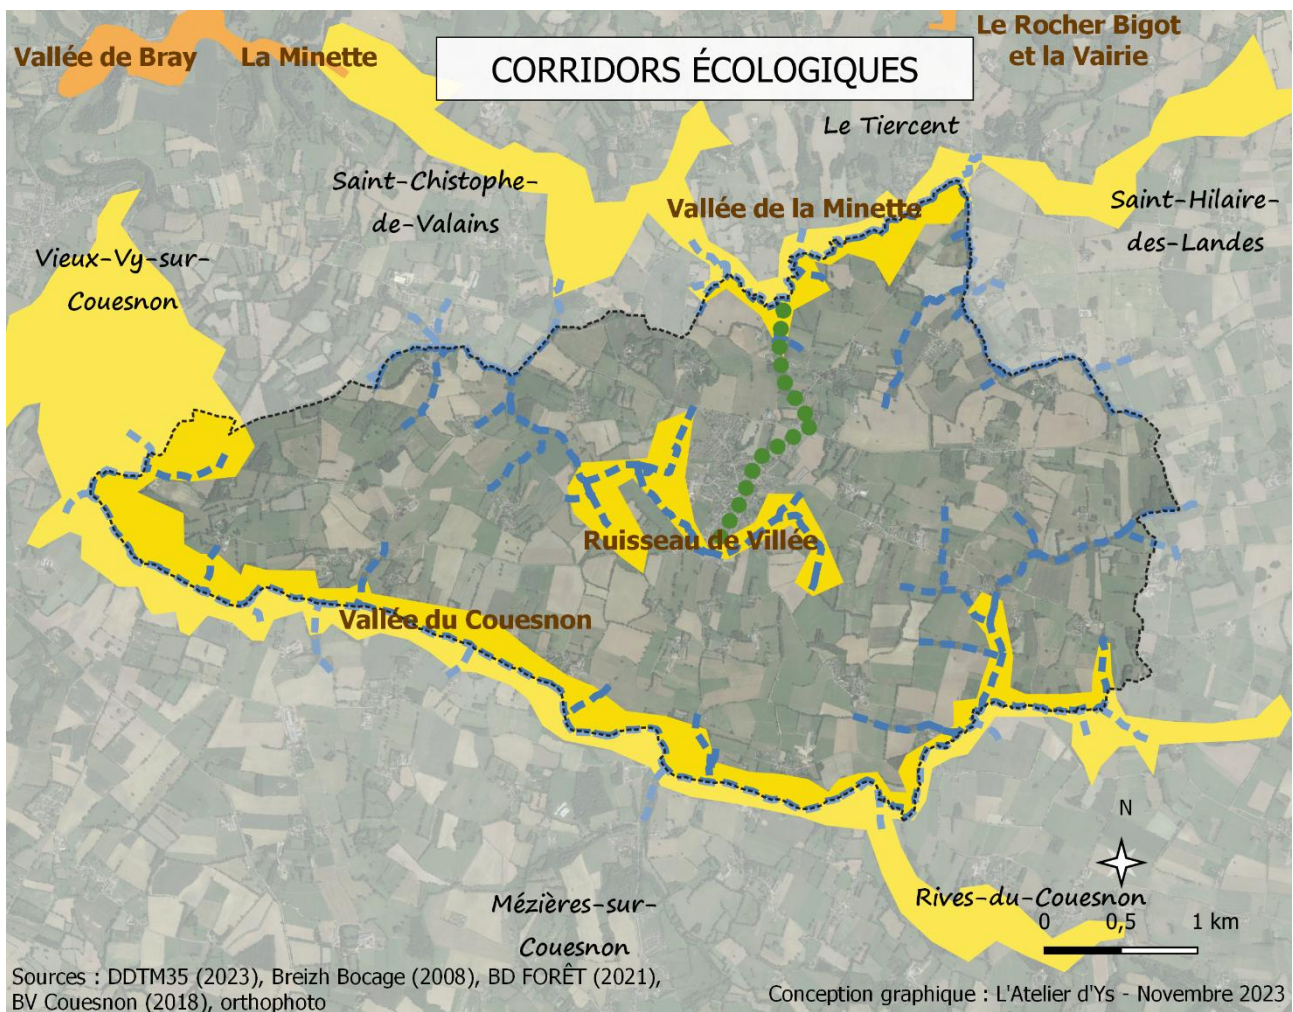 CORRIDORS ÉCOLOGIQUES
Vallée de Bray
La Minette
Le Rocher Bigot
et la Vairie
Le Tiercent
Saint-Chistophe-
de-Valains
Vallée de la Minette
Saint-Hilaire-
des-Landes
Vieux-Vy-sur-
Couesnon
Ruisseau de Villée
Vallée du Couesnon
N
Mézières-sur-
Couesnon
Rives-du-Couesnon
0 0,5 1 km
Sources : DDTM35 (2023), Breizh Bocage (2008), BD FORÊT (2021),
BV Couesnon (2018), orthophoto
Conception graphique : L'Atelier d'Ys - Novembre 2023